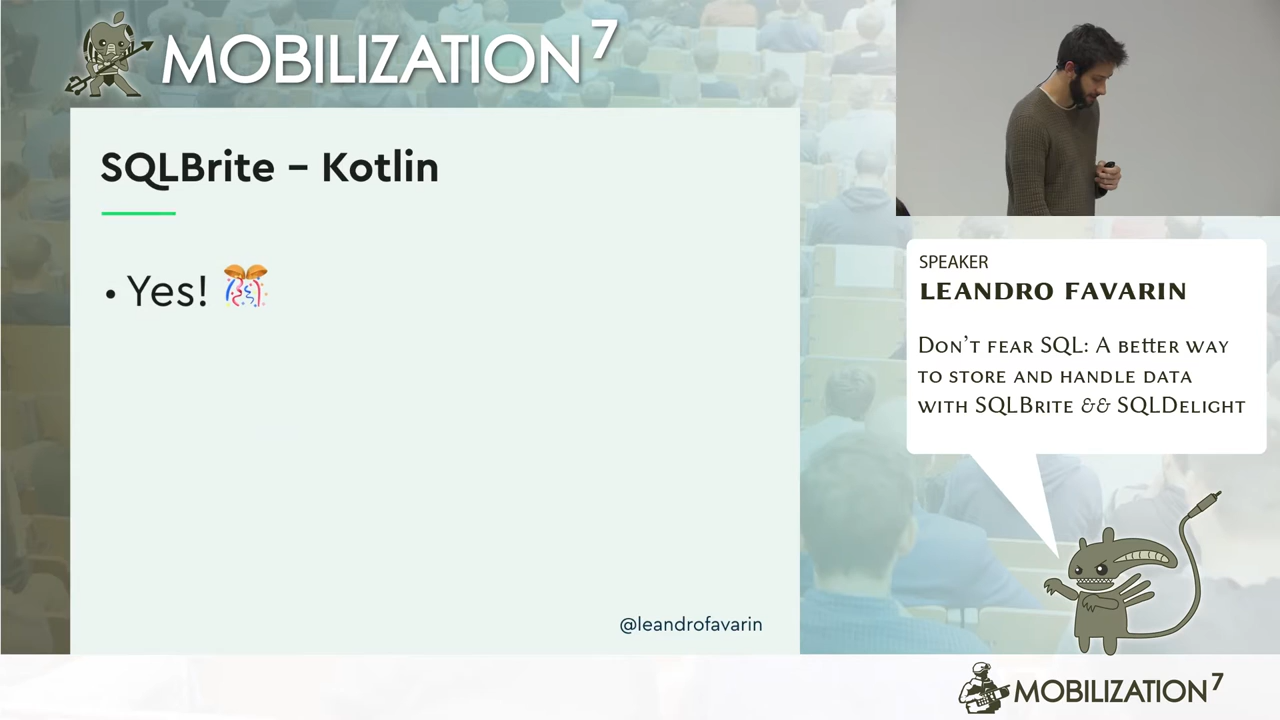 MOBILIZATION 7
SQLBrite – Kotlin
• Yes! 🎊
@leandrofavarin
SPEAKER
LEANDRO FAVARIN
DON'T FEAR SQL: A BETTER WAY
TO STORE AND HANDLE DATA
WITH SQLBRITE && SQLDELIGHT
MOBILIZATION 7